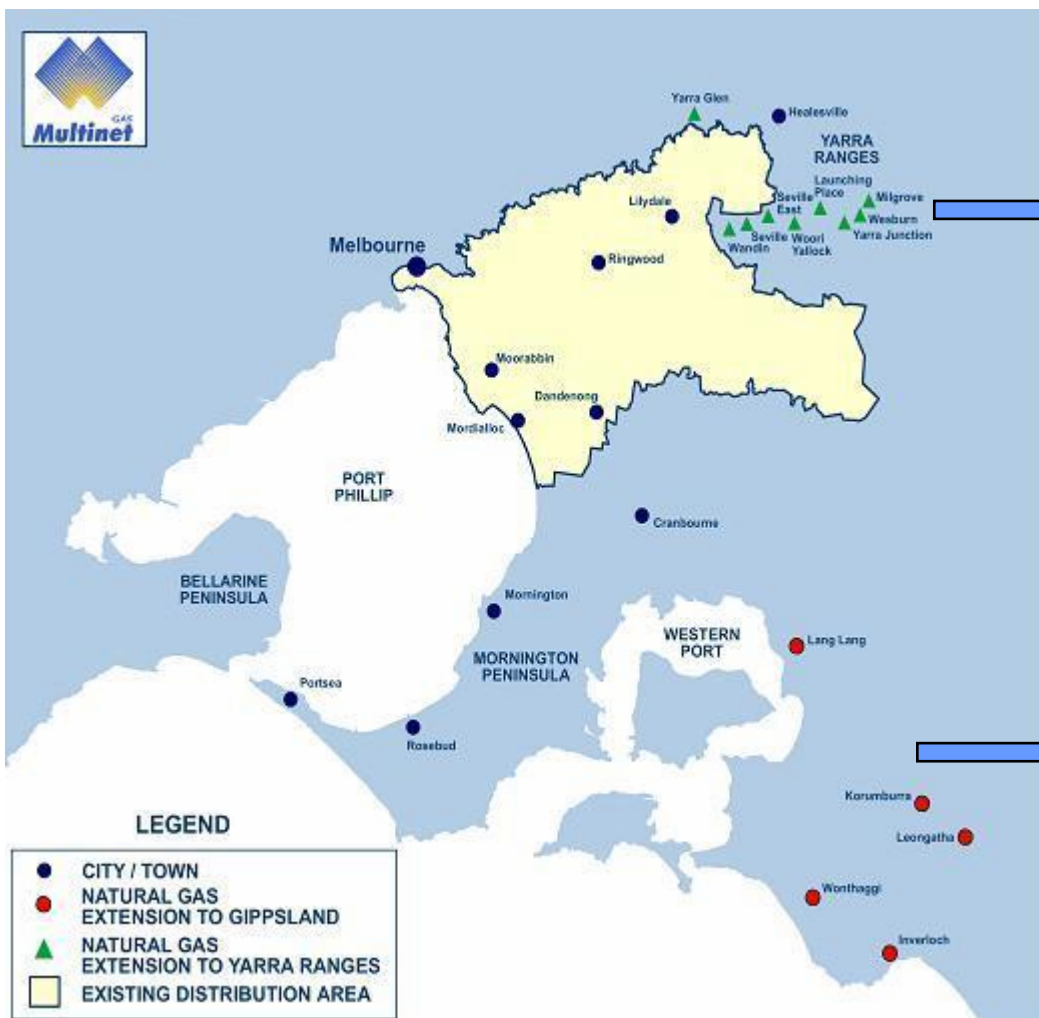 GAS
Multinet
Yarra Glen
Healesville
YARRA
RANGES
Launching
Place
Milgrove
Seville
East
Lilydale
Wesburn
Melbourne
Seville
Woori
Yallock
Yarra Junction
Wandin
Ringwood
Moorabbin
Dandenong
Mordialloc
PORT
PHILLIP
Cranbourne
BELLARINE
PENINSULA
Mornington
WESTERN
PORT
Lang Lang
MORNINGTON
PENINSULA
Portsea
Rosebud
Korumburra
Leongatha
Wonthaggi
Inverloch
LEGEND
CITY / TOWN
NATURAL GAS
EXTENSION TO GIPPSLAND
NATURAL GAS
EXTENSION TO YARRA RANGES
EXISTING DISTRIBUTION AREA